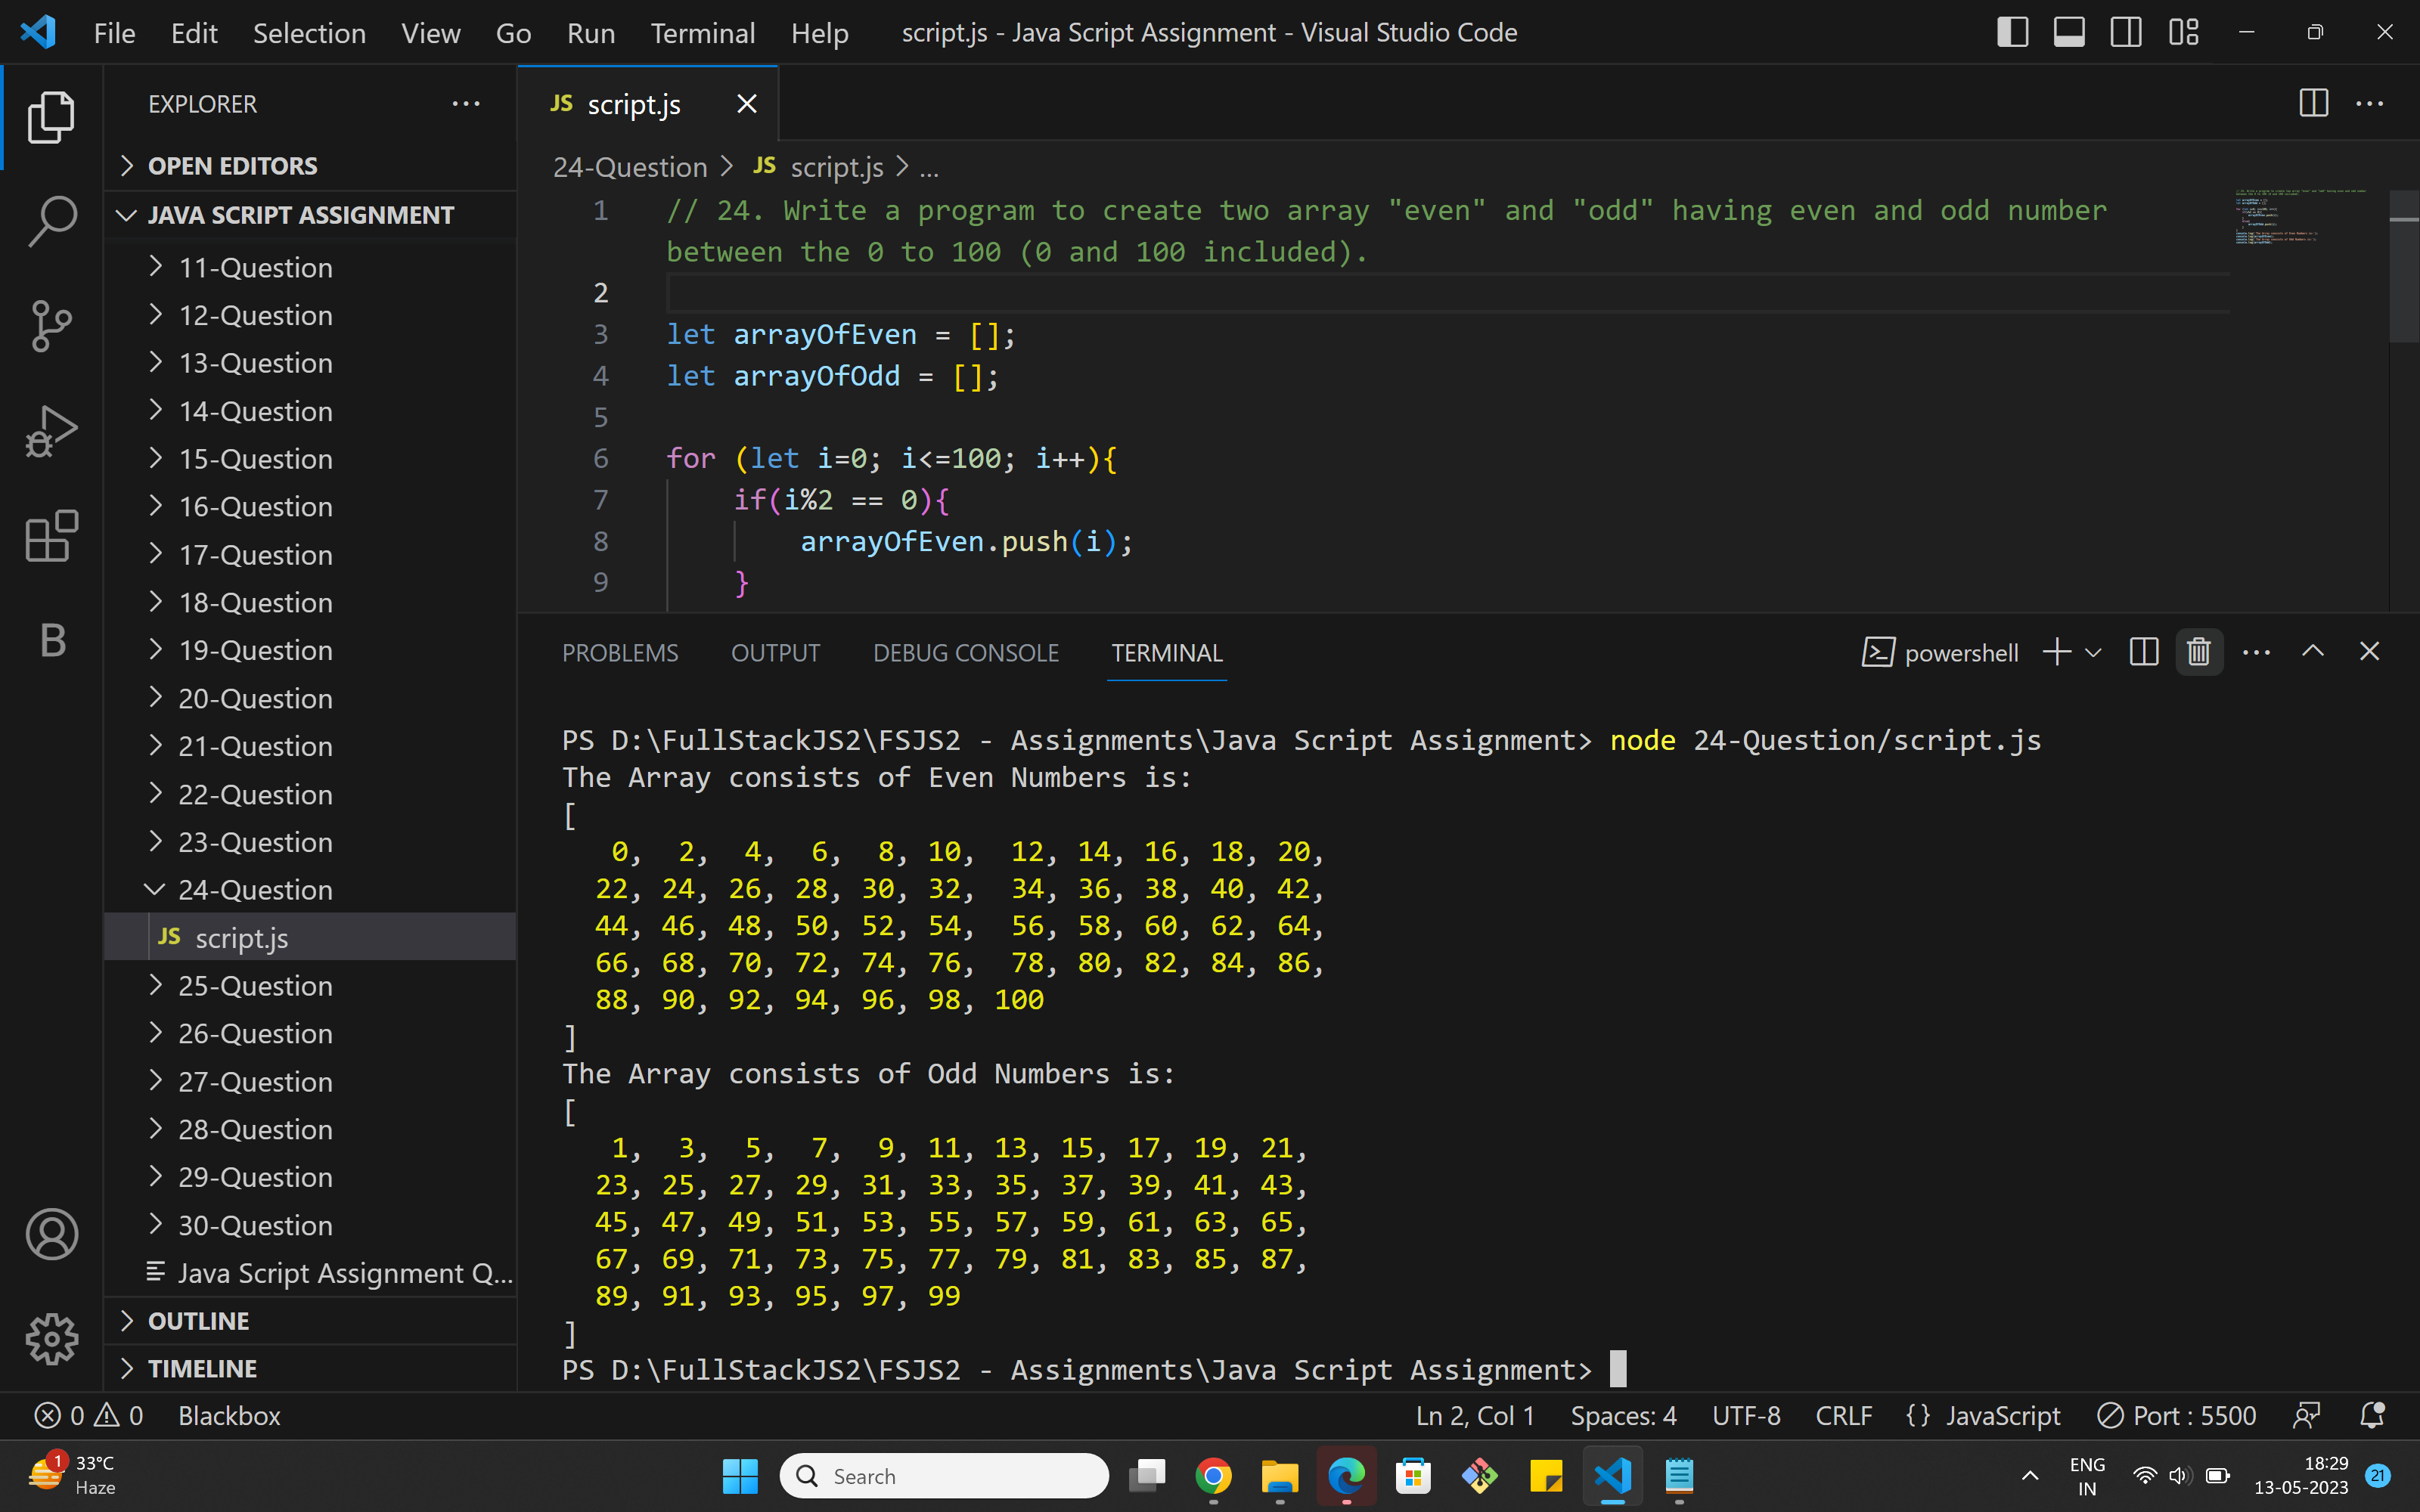 File Edit Selection View Go Run Terminal Help script.js - Java Script Assignment - Visual Studio Code
EXPLORER
OPEN EDITORS
JAVA SCRIPT ASSIGNMENT
11-Question
12-Question
13-Question
14-Question
15-Question
16-Question
17-Question
18-Question
19-Question
20-Question
21-Question
22-Question
23-Question
24-Question
JS script.js
25-Question
26-Question
27-Question
28-Question
29-Question
30-Question
Java Script Assignment Q...
OUTLINE
TIMELINE
B
JS script.js
24-Question > JS script.js > ...
1 // 24. Write a program to create two array "even" and "odd" having even and odd number
between the 0 to 100 (0 and 100 included).
2
3 let arrayOfEven = [];
4 let arrayOfOdd = [];
5
6 for (let i=0; i<=100; i++){
7 if(i%2 == 0){
8 arrayOfEven.push(i);
9 }
PROBLEMS OUTPUT DEBUG CONSOLE TERMINAL powershell
PS D:\FullStackJS2\FSJS2 - Assignments\Java Script Assignment> node 24-Question/script.js
The Array consists of Even Numbers is:
[
0, 2, 4, 6, 8, 10, 12, 14, 16, 18, 20,
22, 24, 26, 28, 30, 32, 34, 36, 38, 40, 42,
44, 46, 48, 50, 52, 54, 56, 58, 60, 62, 64,
66, 68, 70, 72, 74, 76, 78, 80, 82, 84, 86,
88, 90, 92, 94, 96, 98, 100
]
The Array consists of Odd Numbers is:
[
1, 3, 5, 7, 9, 11, 13, 15, 17, 19, 21,
23, 25, 27, 29, 31, 33, 35, 37, 39, 41, 43,
45, 47, 49, 51, 53, 55, 57, 59, 61, 63, 65,
67, 69, 71, 73, 75, 77, 79, 81, 83, 85, 87,
89, 91, 93, 95, 97, 99
]
PS D:\FullStackJS2\FSJS2 - Assignments\Java Script Assignment>
0 0 Blackbox Ln 2, Col 1 Spaces: 4 UTF-8 CRLF {} JavaScript Port : 5500
1 33°C
Haze
Search
ENG
IN
18:29
13-05-2023
21